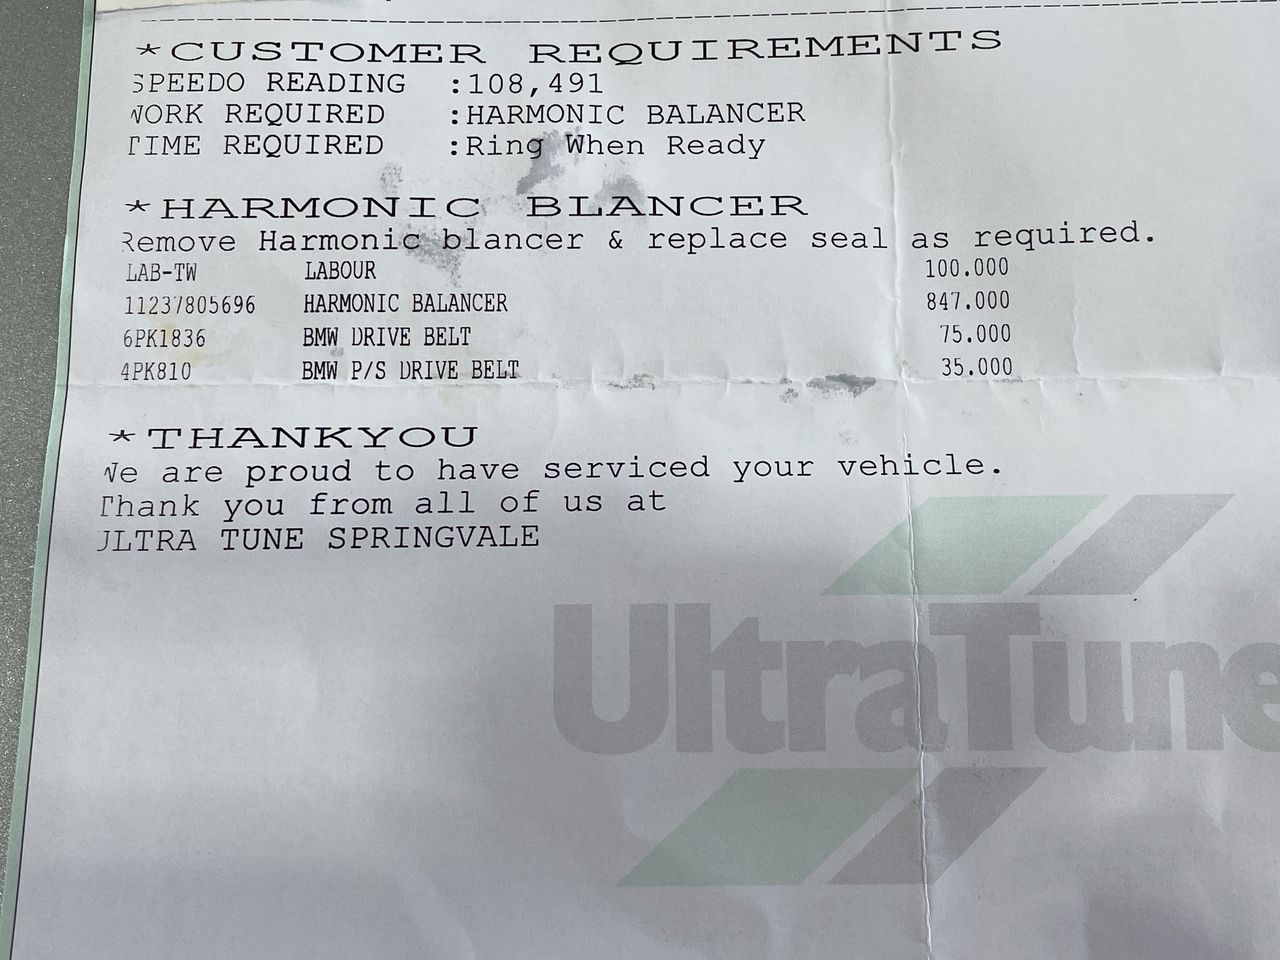 *CUSTOMER REQUIREMENTS
SPEEDO READING :108,491
WORK REQUIRED :HARMONIC BALANCER
TIME REQUIRED :Ring When Ready
*HARMONIC BLANCER
Remove Harmonic blancer & replace seal as required.
LAB-TW LABOUR 100.000
11237805696 HARMONIC BALANCER 847.000
6PK1836 BMW DRIVE BELT 75.000
4PK810 BMW P/S DRIVE BELT 35.000
*THANKYOU
We are proud to have serviced your vehicle.
Thank you from all of us at
ULTRA TUNE SPRINGVALE
UltraTune